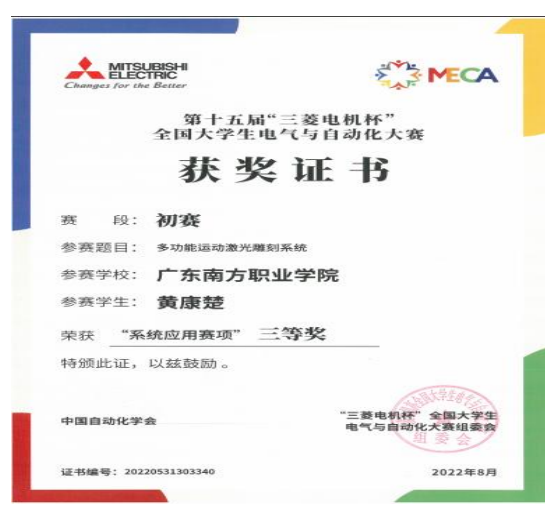 MITSUBISHI
ELECTRIC
Changes for the Better
MECA
第十五届“三菱电机杯”
全国大学生电气与自动化大赛
获奖证书
赛 段：初赛
参赛题目：多功能运动激光雕刻系统
参赛学校：广东南方职业学院
参赛学生：黄康楚
荣获 “系统应用赛项” 三等奖
特颁此证，以兹鼓励。
中国自动化学会
“三菱电机杯”全国大学生
电气与自动化大赛组委会
组委会
证书编号：20220531303340
2022年8月